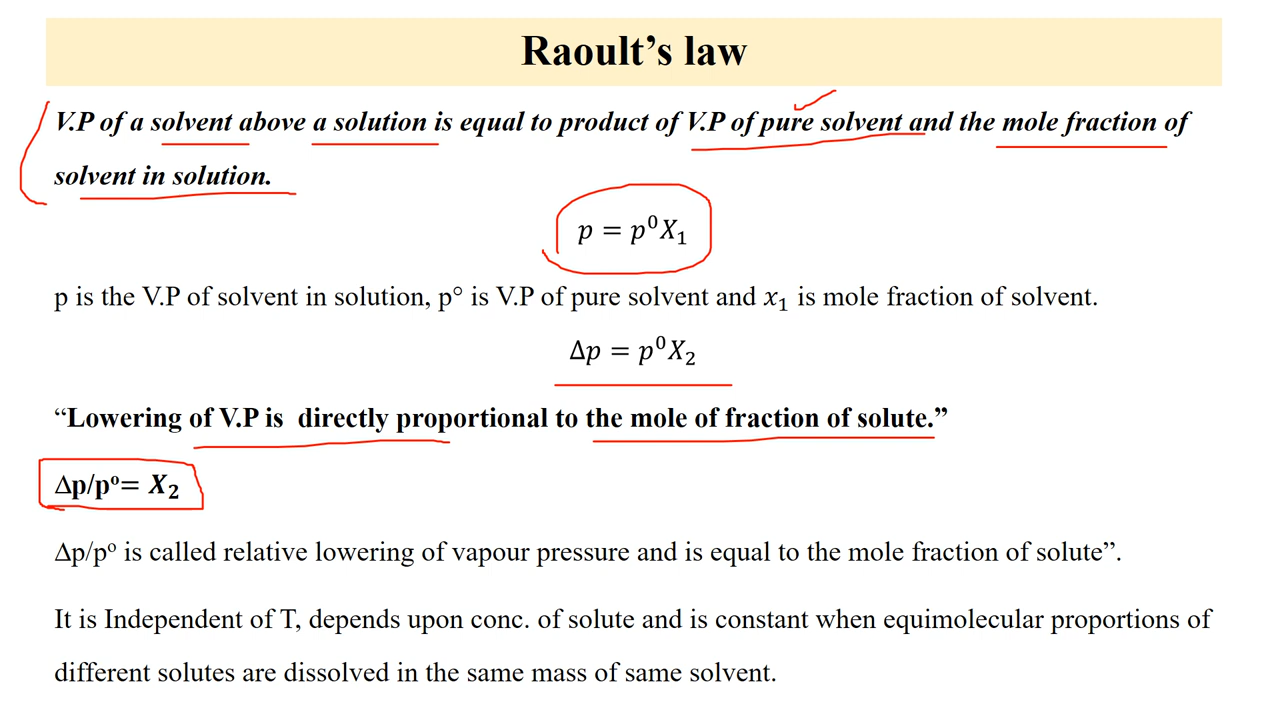 Raoult’s law
V.P of a solvent above a solution is equal to product of V.P of pure solvent and the mole fraction of
solvent in solution.
p = p⁰X₁
p is the V.P of solvent in solution, p° is V.P of pure solvent and x₁ is mole fraction of solvent.
Δp = p⁰X₂
“Lowering of V.P is directly proportional to the mole of fraction of solute.”
Δp/pᵒ= X₂
Δp/pᵒ is called relative lowering of vapour pressure and is equal to the mole fraction of solute”.
It is Independent of T, depends upon conc. of solute and is constant when equimolecular proportions of
different solutes are dissolved in the same mass of same solvent.